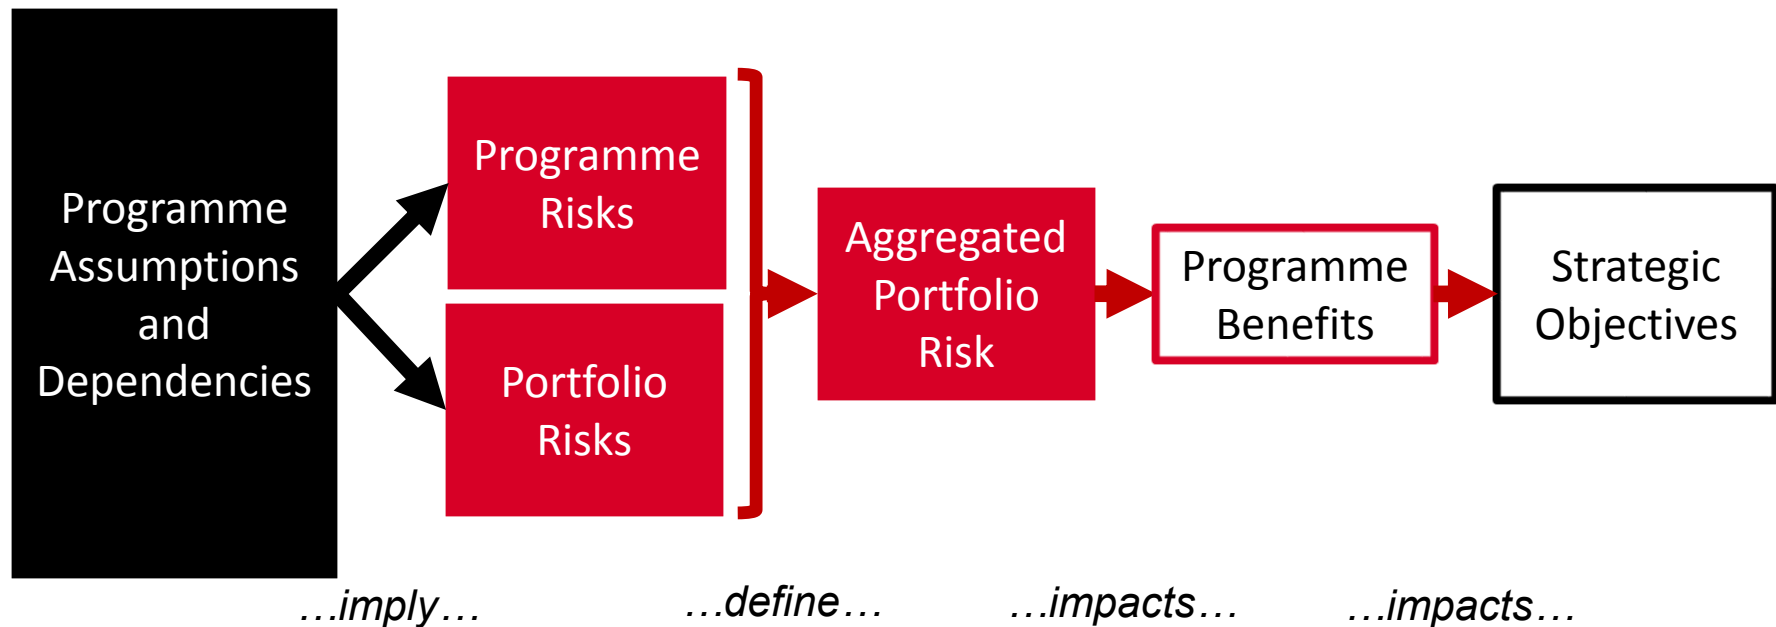 Programme
Assumptions
and
Dependencies
Programme
Risks
Portfolio
Risks
Aggregated
Portfolio
Risk
Programme
Benefits
Strategic
Objectives
…imply…
…define…
…impacts…
…impacts…